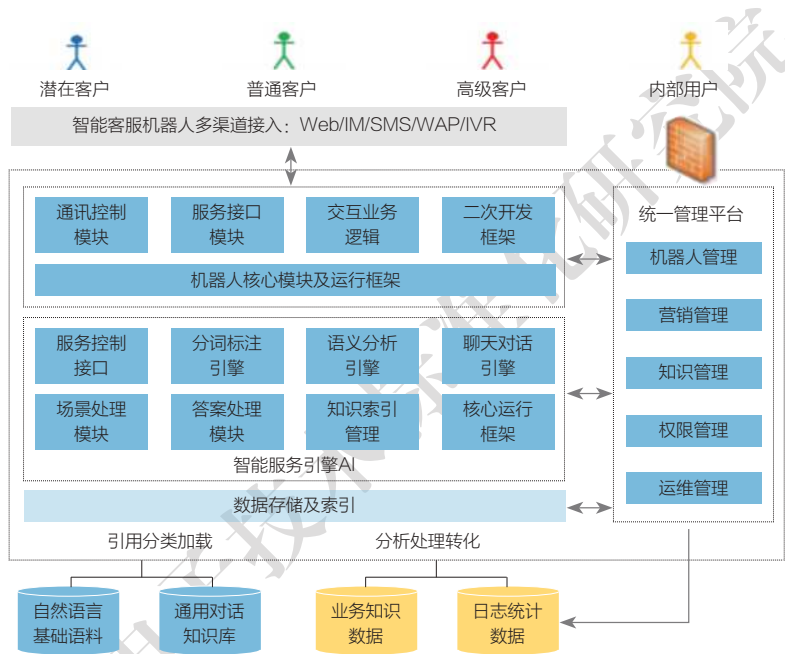 潜在客户
普通客户
高级客户
内部用户
智能客服机器人多渠道接入：Web/IM/SMS/WAP/IVR
通讯控制
模块
服务接口
模块
交互业务
逻辑
二次开发
框架
机器人核心模块及运行框架
服务控制
接口
分词标注
引擎
语义分析
引擎
聊天对话
引擎
场景处理
模块
答案处理
模块
知识索引
管理
核心运行
框架
智能服务引擎AI
数据存储及索引
统一管理平台
机器人管理
营销管理
知识管理
权限管理
运维管理
引用分类加载
分析处理转化
自然语言
基础语料
通用对话
知识库
业务知识
数据
日志统计
数据